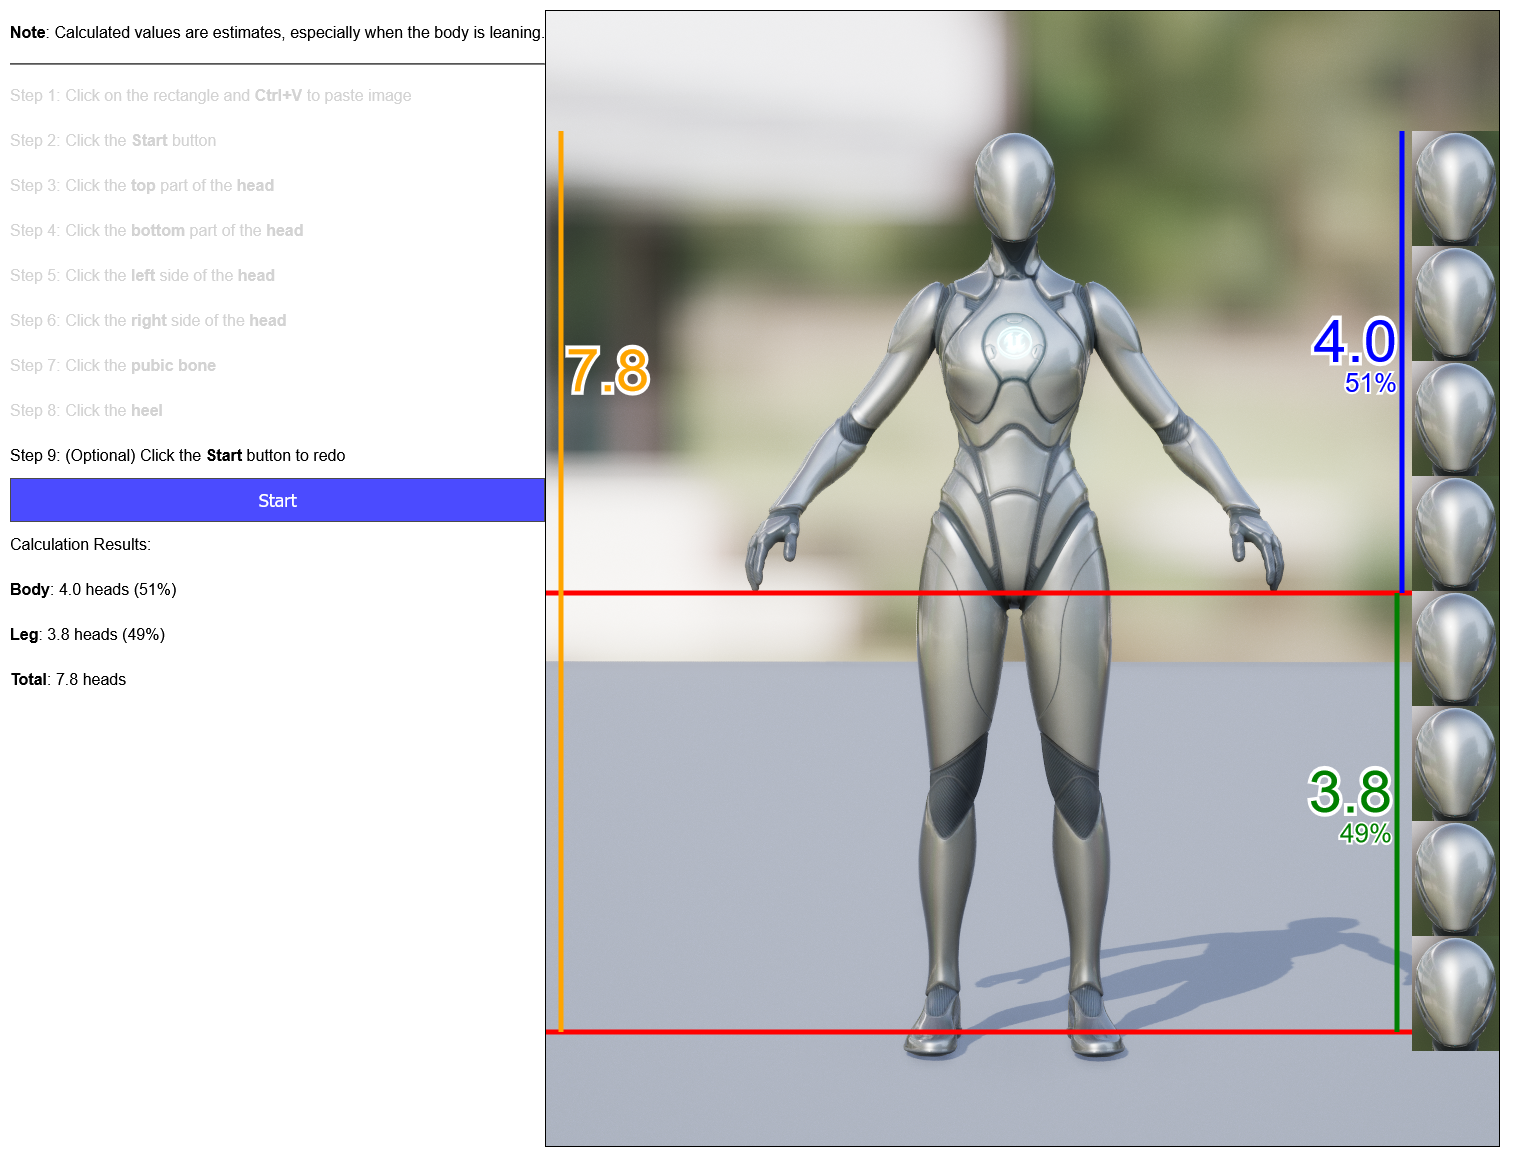 Note: Calculated values are estimates, especially when the body is leaning.
Step 1: Click on the rectangle and Ctrl+V to paste image
Step 2: Click the Start button
Step 3: Click the top part of the head
Step 4: Click the bottom part of the head
Step 5: Click the left side of the head
Step 6: Click the right side of the head
Step 7: Click the pubic bone
Step 8: Click the heel
Step 9: (Optional) Click the Start button to redo
Start
Calculation Results:
Body: 4.0 heads (51%)
Leg: 3.8 heads (49%)
Total: 7.8 heads
7.8
4.0
51%
3.8
49%